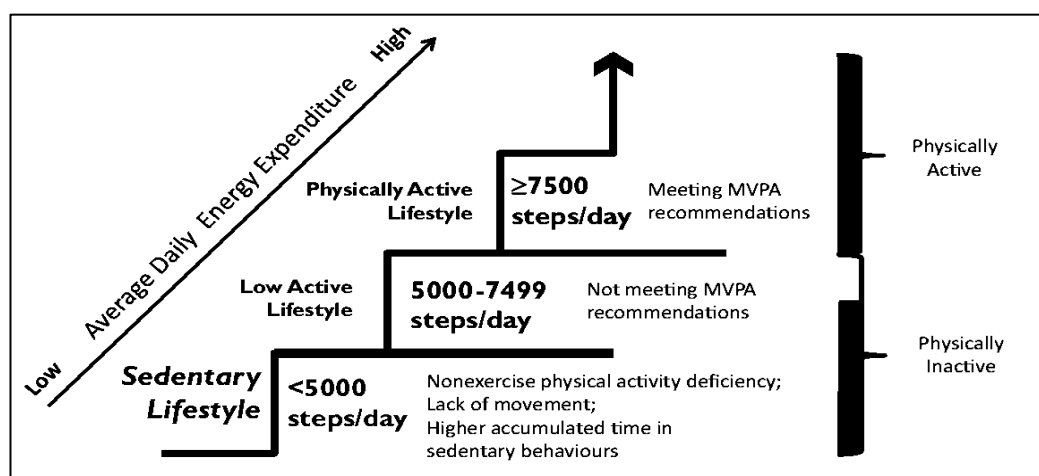 Low Average Daily Energy Expenditure High
Physically Active
Lifestyle
≥7500
steps/day
Meeting MVPA
recommendations
Physically
Active
Low Active
Lifestyle
5000-7499
steps/day
Not meeting MVPA
recommendations
Physically
Inactive
Sedentary
Lifestyle
<5000
steps/day
Nonexercise physical activity deficiency;
Lack of movement;
Higher accumulated time in
sedentary behaviours